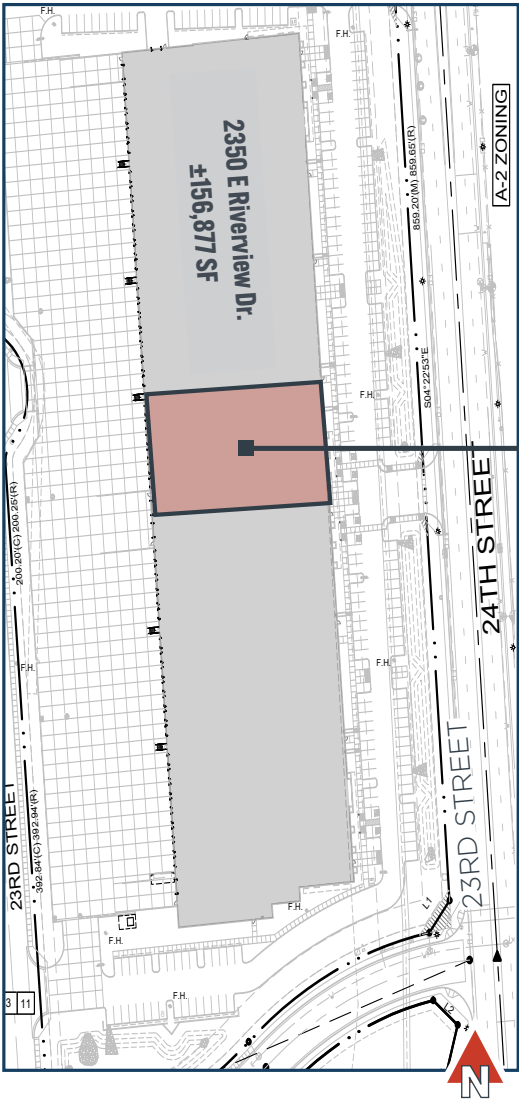 F.H.
F.H.
A-2 ZONING
2350 E Riverview Dr.
±156,877 SF
859.20'(M) 859.65'(R)
S04°22'53"E
F.H.
24TH STREE
200.20'(C) 200.25'(R)
F.H.
F.H.
23RD STREET
23RD STREET
392.84'(C) 392.94'(R)
L1
F.H.
F.H.
F.H.
3 11
L2
N